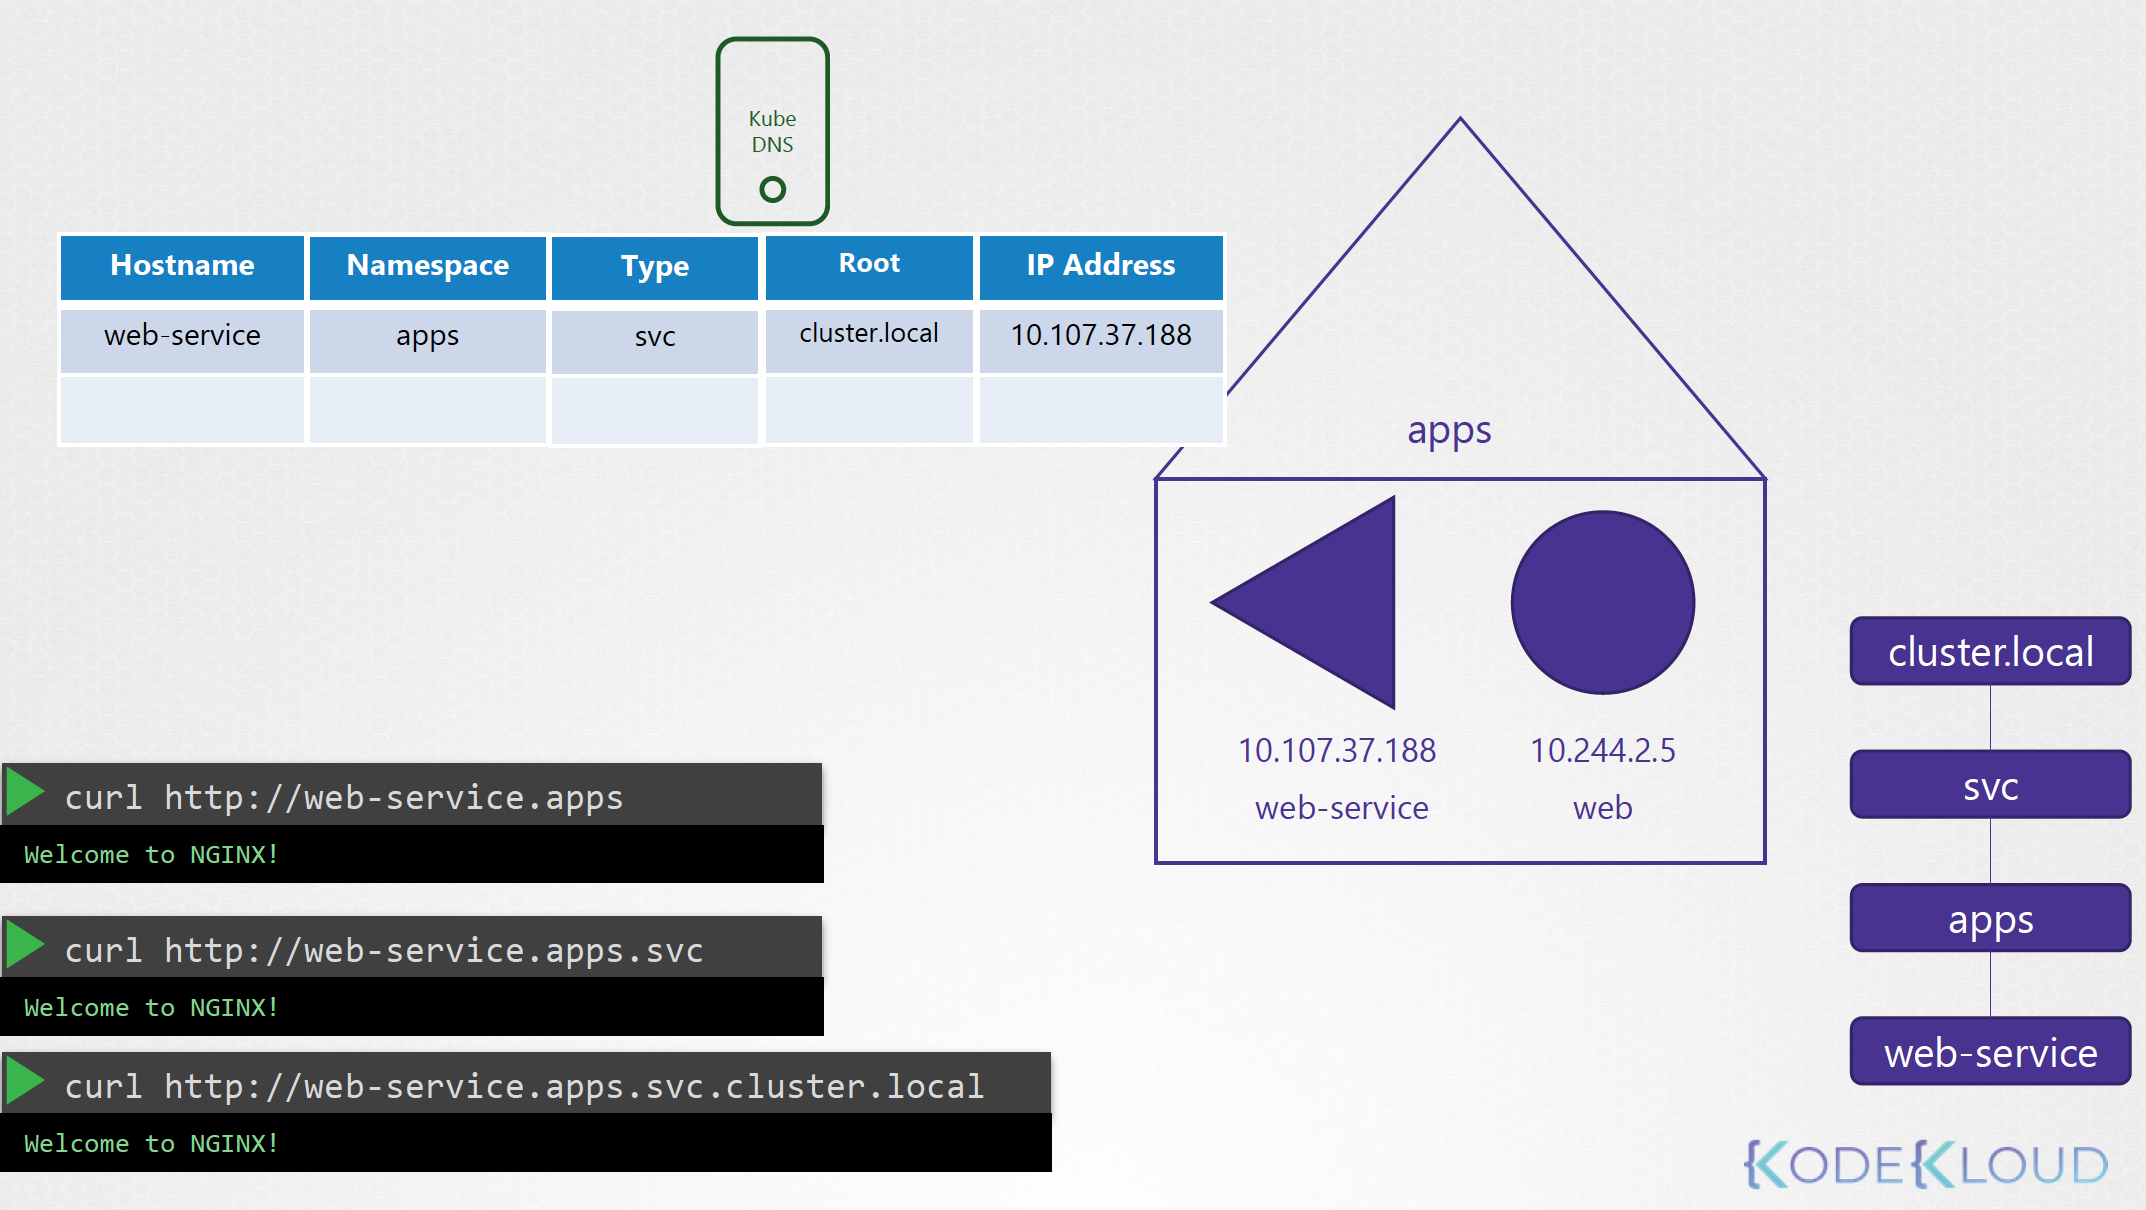 Kube
DNS
Hostname Namespace Type Root IP Address
web-service apps svc cluster.local 10.107.37.188
apps
10.107.37.188 10.244.2.5
web-service web
curl http://web-service.apps
Welcome to NGINX!
curl http://web-service.apps.svc
Welcome to NGINX!
curl http://web-service.apps.svc.cluster.local
Welcome to NGINX!
cluster.local
svc
apps
web-service
{KODE{KLOUD